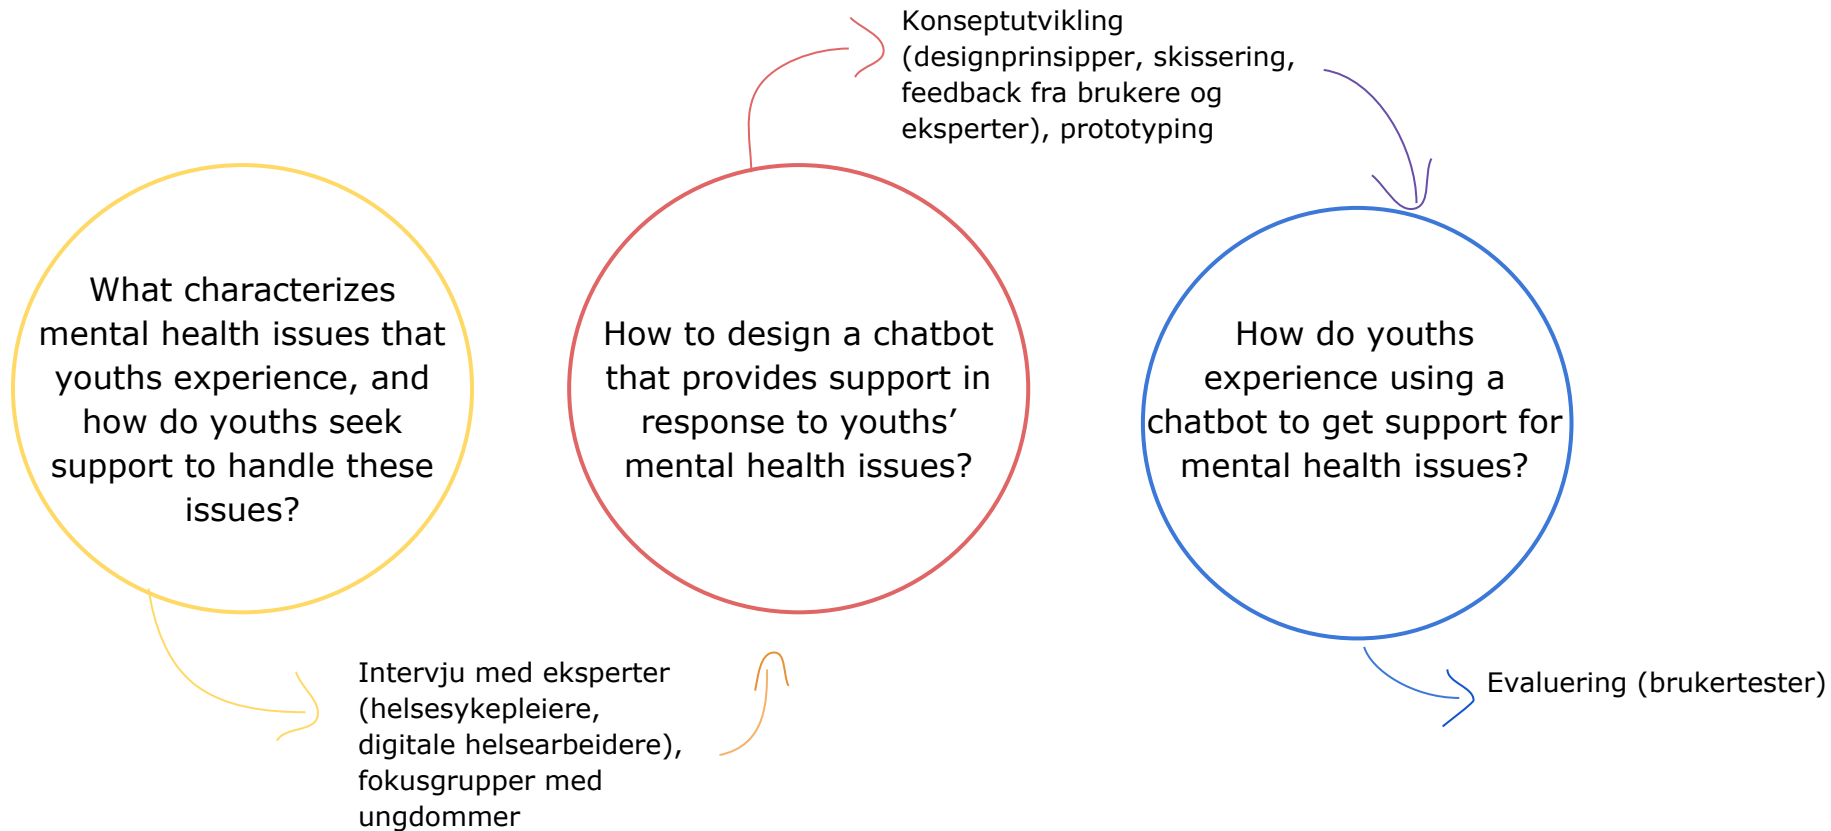 What characterizes
mental health issues that
youths experience, and
how do youths seek
support to handle these
issues?
Intervju med eksperter
(helsesykepleiere,
digitale helsearbeidere),
fokusgrupper med
ungdommer
How to design a chatbot
that provides support in
response to youths’
mental health issues?
Konseptutvikling
(designprinsipper, skissering,
feedback fra brukere og
eksperter), prototyping
How do youths
experience using a
chatbot to get support for
mental health issues?
Evaluering (brukertester)